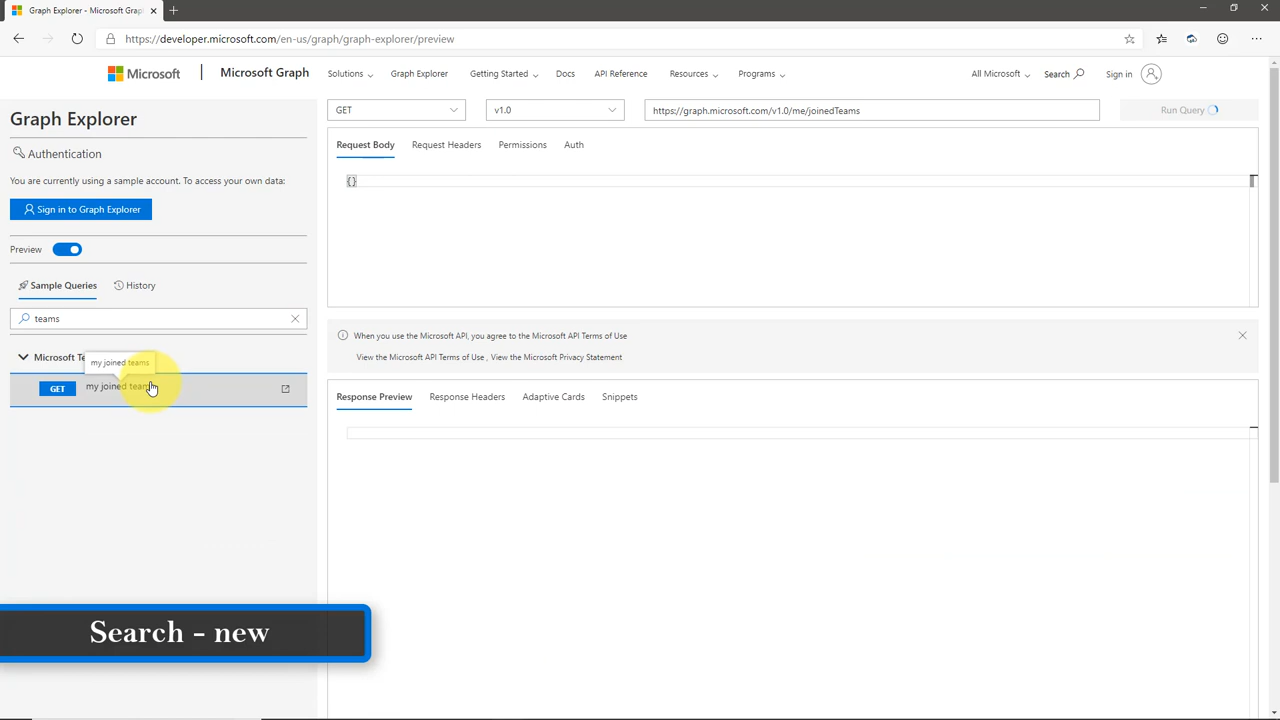 Graph Explorer - Microsoft Grap
https://developer.microsoft.com/en-us/graph/graph-explorer/preview
Microsoft
Microsoft Graph
Solutions
Graph Explorer
Getting Started
Docs
API Reference
Resources
Programs
All Microsoft
Search
Sign in
Graph Explorer
Authentication
You are currently using a sample account. To access your own data:
Sign in to Graph Explorer
Preview
Sample Queries
History
teams
Microsoft Te
my joined teams
GET
my joined teams
GET
v1.0
https://graph.microsoft.com/v1.0/me/joinedTeams
Run Query
Request Body
Request Headers
Permissions
Auth
{}
When you use the Microsoft API, you agree to the Microsoft API Terms of Use
View the Microsoft API Terms of Use , View the Microsoft Privacy Statement
Response Preview
Response Headers
Adaptive Cards
Snippets
Search - new